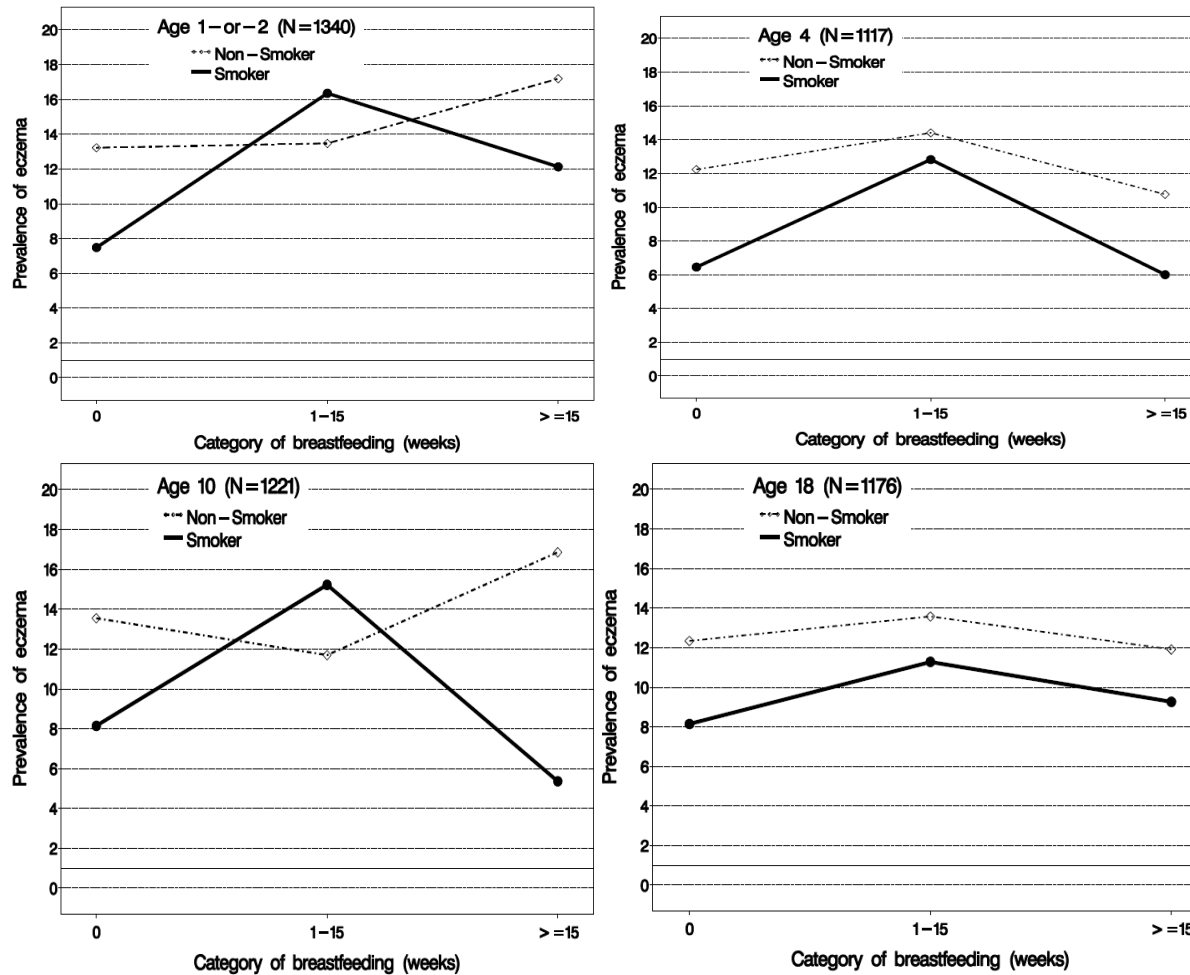 Age 1-or-2 (N=1340)
Non-Smoker
Smoker
Prevalence of eczema
20
18
16
14
12
10
8
6
4
2
0
0
1-15
>=15
Category of breastfeeding (weeks)
Age 4 (N=1117)
Non-Smoker
Smoker
Prevalence of eczema
20
18
16
14
12
10
8
6
4
2
0
0
1-15
>=15
Category of breastfeeding (weeks)
Age 10 (N=1221)
Non-Smoker
Smoker
Prevalence of eczema
20
18
16
14
12
10
8
6
4
2
0
0
1-15
>=15
Category of breastfeeding (weeks)
Age 18 (N=1176)
Non-Smoker
Smoker
Prevalence of eczema
20
18
16
14
12
10
8
6
4
2
0
0
1-15
>=15
Category of breastfeeding (weeks)